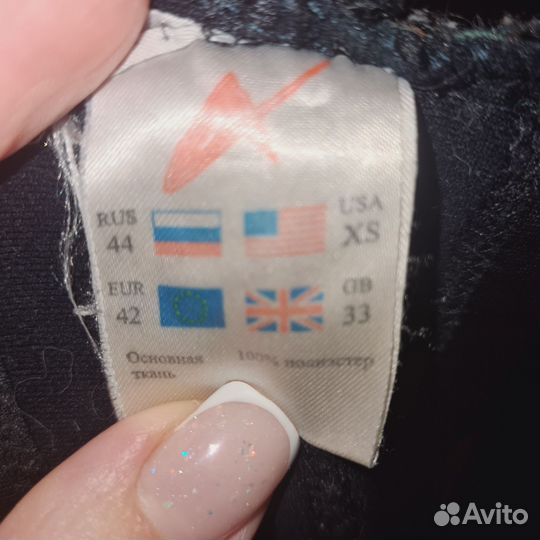 RUS USA
44 XS
EUR GB
42 33
Основная 100% полиэстер
ткань
Avito